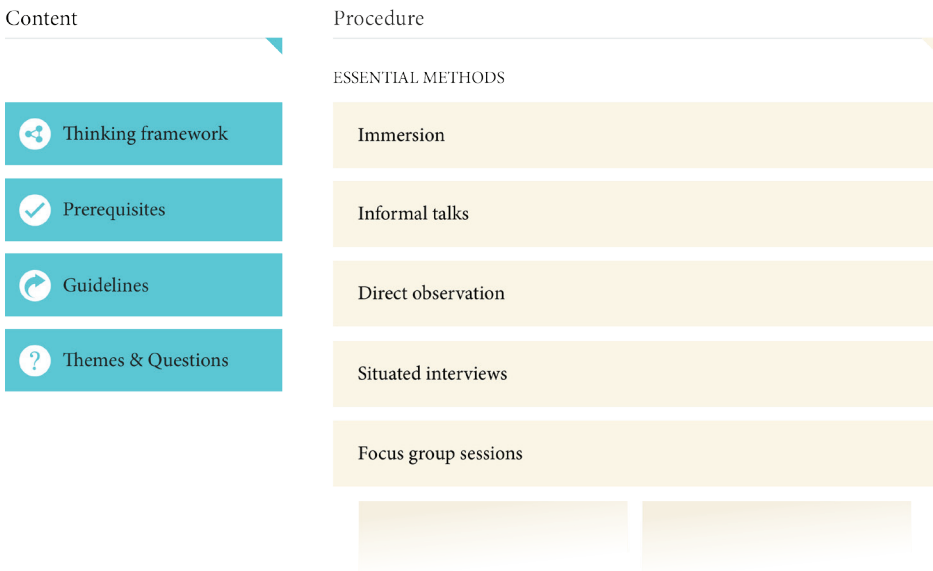 Content
Thinking framework
Prerequisites
Guidelines
Themes & Questions
Procedure
ESSENTIAL METHODS
Immersion
Informal talks
Direct observation
Situated interviews
Focus group sessions